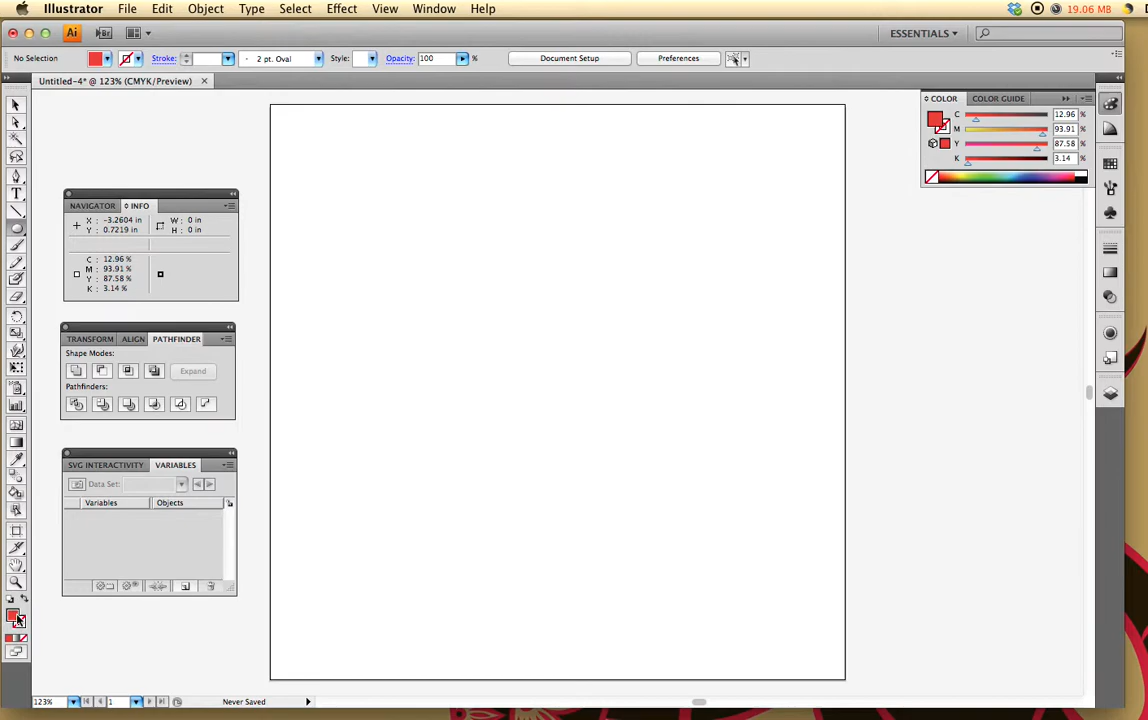 Illustrator File Edit Object Type Select Effect View Window Help 19.06 MB
Ai Br ESSENTIALS
No Selection Stroke: 2 pt. Oval Style: Opacity: 100 % Document Setup Preferences
Untitled-4* @ 123% (CMYK/Preview)
COLOR COLOR GUIDE
C 12.96 %
M 93.91 %
Y 87.58 %
K 3.14 %
NAVIGATOR INFO
X : -3.2604 in W : 0 in
Y : 0.7219 in H : 0 in
C : 12.96 %
M : 93.91 %
Y : 87.58 %
K : 3.14 %
TRANSFORM ALIGN PATHFINDER
Shape Modes:
Expand
Pathfinders:
SVG INTERACTIVITY VARIABLES
Data Set:
Variables Objects
T
123% 1 Never Saved